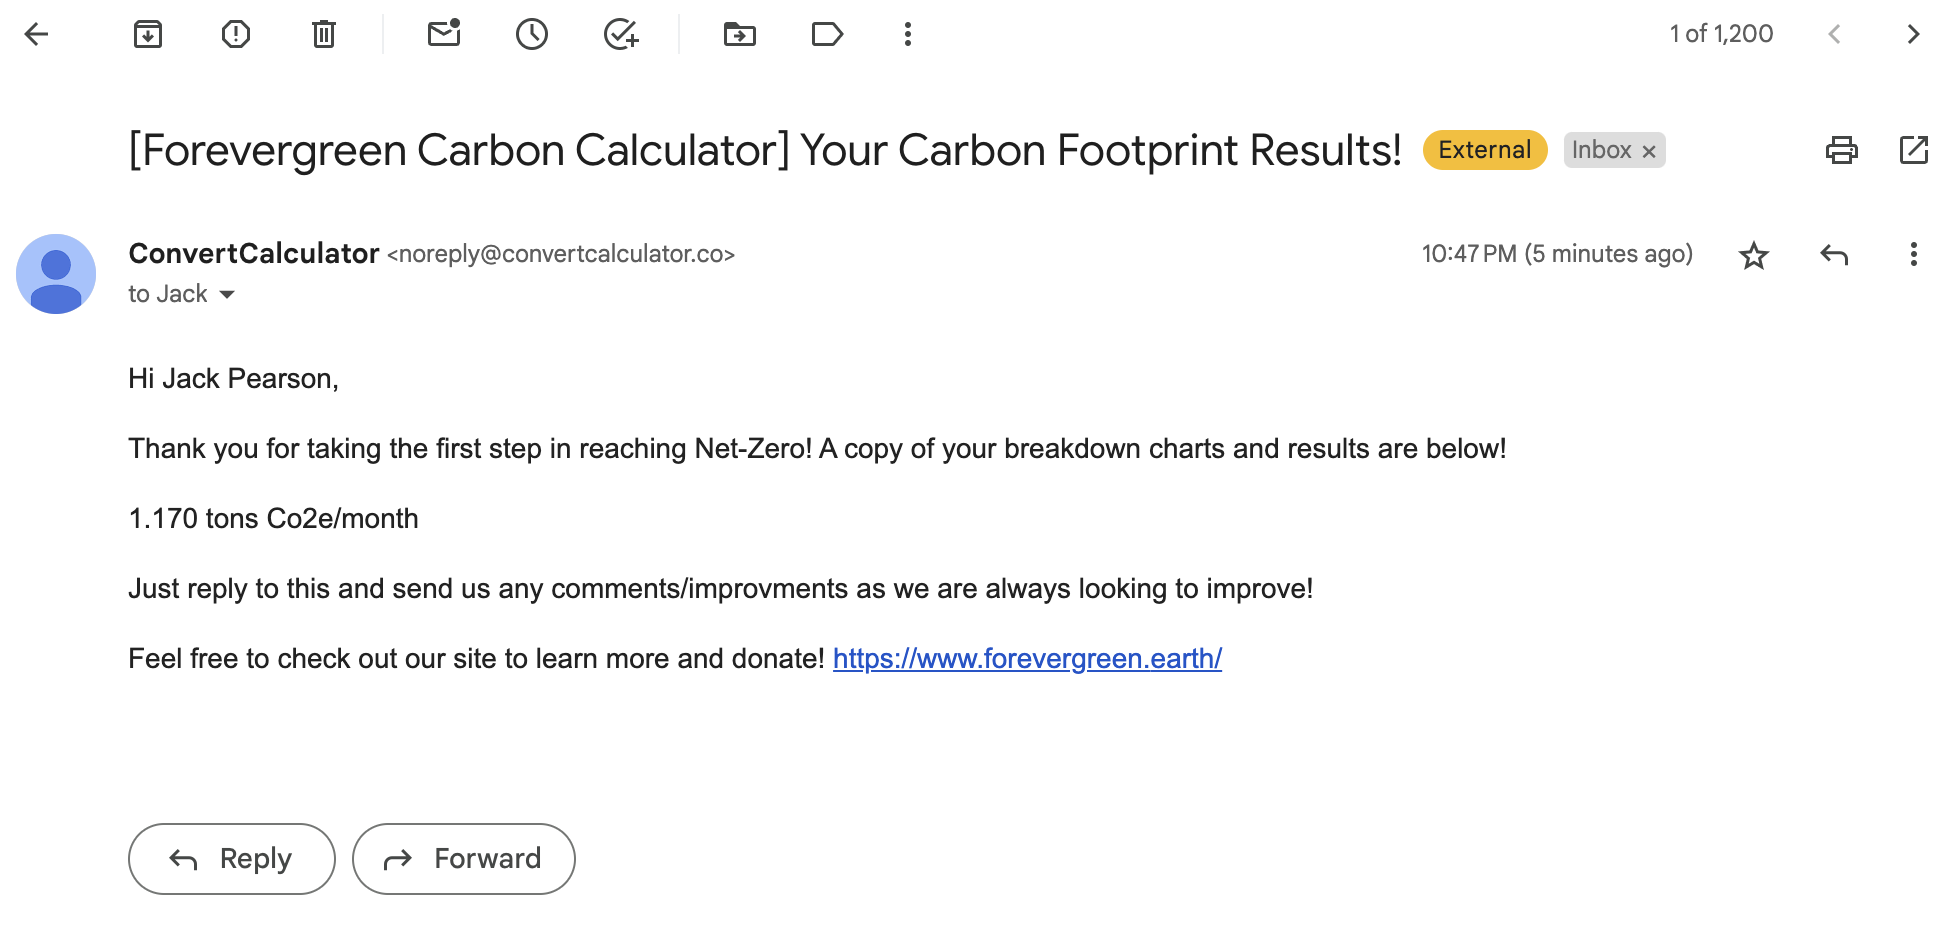 1 of 1,200
[Forevergreen Carbon Calculator] Your Carbon Footprint Results! External Inbox ×
ConvertCalculator <noreply@convertcalculator.co> 10:47 PM (5 minutes ago)
to Jack
Hi Jack Pearson,
Thank you for taking the first step in reaching Net-Zero! A copy of your breakdown charts and results are below!
1.170 tons Co2e/month
Just reply to this and send us any comments/improvments as we are always looking to improve!
Feel free to check out our site to learn more and donate! https://www.forevergreen.earth/
Reply Forward